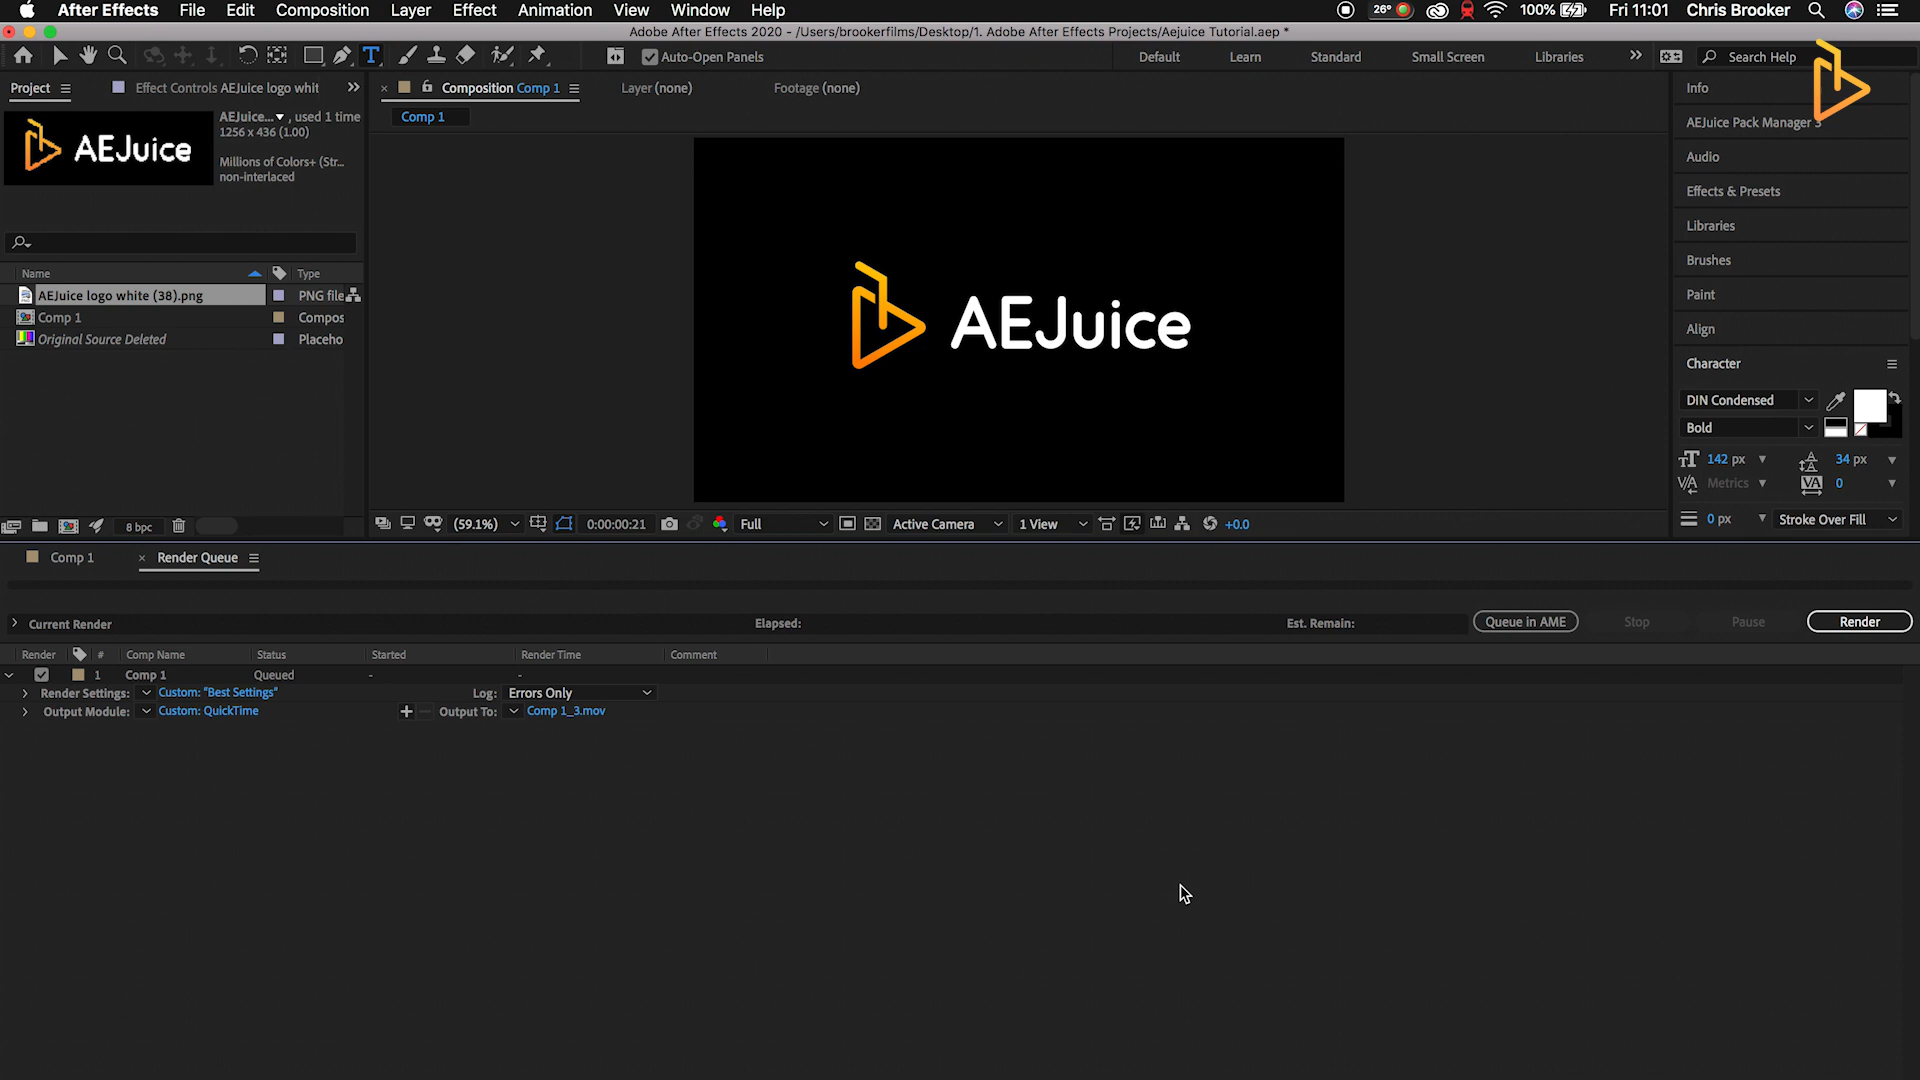 After Effects File Edit Composition Layer Effect Animation View Window Help 26° 100% Fri 11:01 Chris Brooker
Adobe After Effects 2020 - /Users/brookerfilms/Desktop/1. Adobe After Effects Projects/Aejuice Tutorial.aep *
T Auto-Open Panels Default Learn Standard Small Screen Libraries » Search Help
Project Effect Controls AEJuice logo whit » Composition Comp 1 Layer (none) Footage (none) Info
AEJuice... , used 1 time
1256 x 436 (1.00)
Millions of Colors+ (Str...
non-interlaced
AEJuice
Comp 1
AEJuice Pack Manager 3
Audio
Effects & Presets
Libraries
Brushes
Paint
Align
Character
DIN Condensed
Bold
142 px 34 px
Metrics 0
0 px Stroke Over Fill
Name Type
AEJuice logo white (38).png PNG file
Comp 1 Compos
Original Source Deleted Placeho
AEJuice
8 bpc (59.1%) 0:00:00:21 Full Active Camera 1 View +0.0
Comp 1 Render Queue
Current Render Elapsed: Est. Remain: Queue in AME Stop Pause Render
Render # Comp Name Status Started Render Time Comment
1 Comp 1 Queued - -
Render Settings: Custom: "Best Settings" Log: Errors Only
Output Module: Custom: QuickTime Output To: Comp 1_3.mov